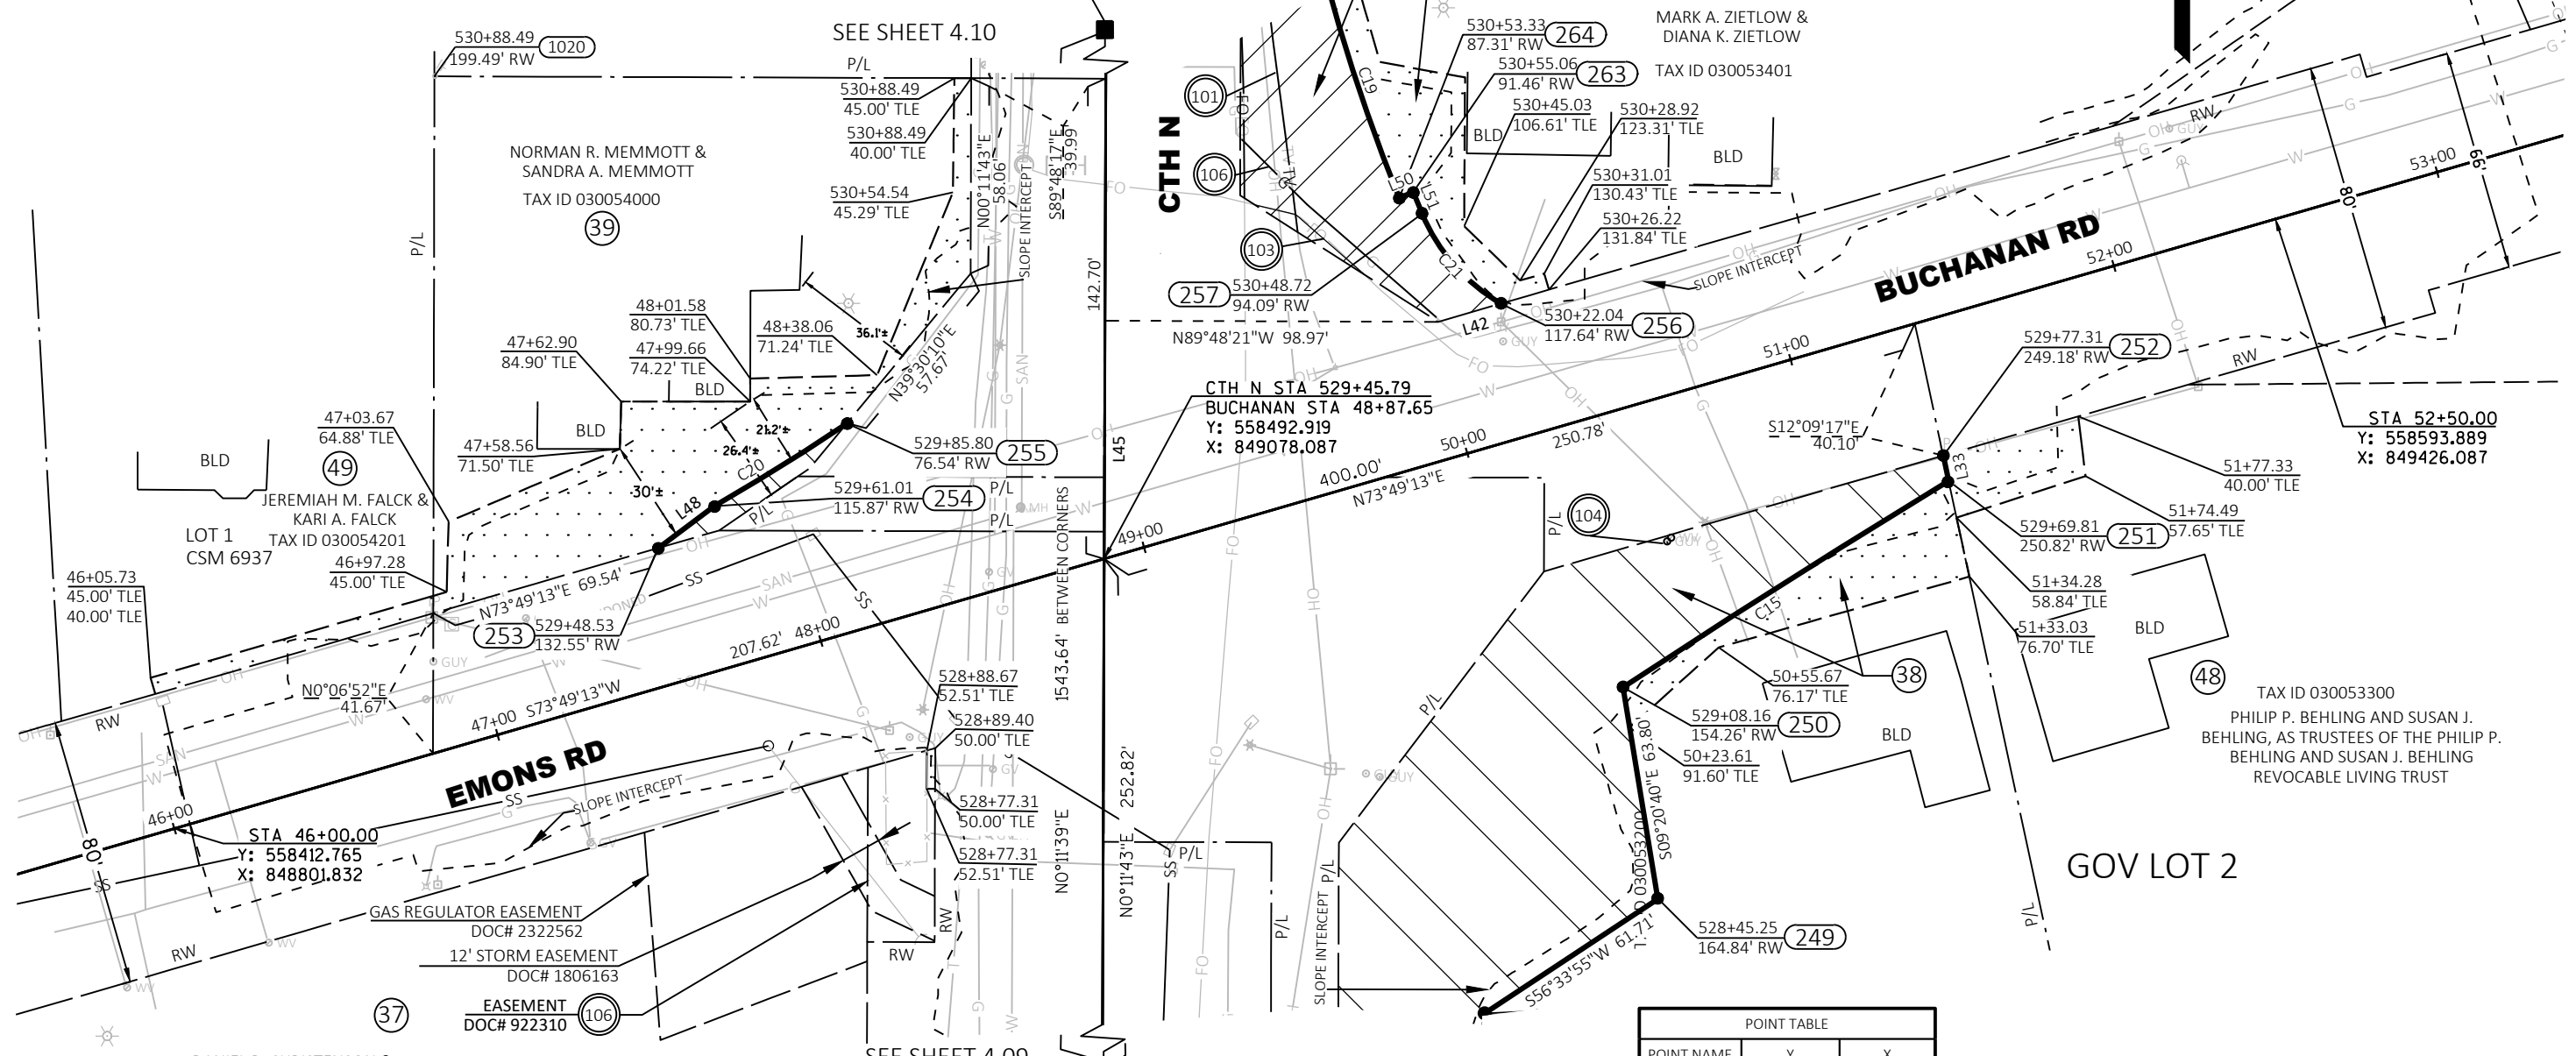 SEE SHEET 4.10
MARK A. ZIETLOW &
DIANA K. ZIETLOW
TAX ID 030053401
530+88.49
199.49' RW
1020
P/L
530+88.49
45.00' TLE
530+88.49
40.00' TLE
530+54.54
45.29' TLE
N00°11'43"E
58.06'
SLOPE INTERCEPT
S89°48'17"E
39.99'
NORMAN R. MEMMOTT &
SANDRA A. MEMMOTT
TAX ID 030054000
39
P/L
CTH N
101
106
103
C19
530+53.33
87.31' RW
264
530+55.06
91.46' RW
263
530+45.03
106.61' TLE
530+28.92
123.31' TLE
BLD
BLD
530+31.01
130.43' TLE
530+26.22
131.84' TLE
L50
L51
C21
257
530+48.72
94.09' RW
530+22.04
117.64' RW
256
L42
N89°48'21"W 98.97'
SLOPE INTERCEPT
BUCHANAN RD
53+00
52+00
51+00
50+00
49+00
66'
80'
RW
RW
142.70'
48+01.58
80.73' TLE
48+38.06
71.24' TLE
36.1'±
47+62.90
84.90' TLE
47+99.66
74.22' TLE
BLD
N39°30'10"E
57.67'
21.2'±
26.4'±
30'±
C20
L48
P/L
47+03.67
64.88' TLE
47+58.56
71.50' TLE
BLD
BLD
49
JEREMIAH M. FALCK &
KARI A. FALCK
TAX ID 030054201
LOT 1
CSM 6937
46+97.28
45.00' TLE
46+05.73
45.00' TLE
40.00' TLE
529+85.80
76.54' RW
255
529+61.01
115.87' RW
254
P/L
P/L
MH
L45
CTH N STA 529+45.79
BUCHANAN STA 48+87.65
Y: 558492.919
X: 849078.087
400.00'
N73°49'13"E
250.78'
529+77.31
249.18' RW
252
S12°09'17"E
40.10'
L33
STA 52+50.00
Y: 558593.889
X: 849426.087
51+77.33
40.00' TLE
51+74.49
57.65' TLE
529+69.81
250.82' RW
251
51+34.28
58.84' TLE
51+33.03
76.70' TLE
BLD
48
TAX ID 030053300
PHILIP P. BEHLING AND SUSAN J.
BEHLING, AS TRUSTEES OF THE PHILIP P.
BEHLING AND SUSAN J. BEHLING
REVOCABLE LIVING TRUST
104
P/L
C15
38
50+55.67
76.17' TLE
529+08.16
154.26' RW
250
50+23.61
91.60' TLE
BLD
S09°20'40"E 63.80'
GOV LOT 2
P/L
528+45.25
164.84' RW
249
S56°33'55"W 61.71'
SLOPE INTERCEPT
P/L
P/L
P/L
P/L
N73°49'13"E 69.54'
253
529+48.53
132.55' RW
SS
SS
207.62'
48+00
47+00
S73°49'13"W
N0°06'52"E
41.67'
RW
EMONS RD
46+00
STA 46+00.00
Y: 558412.765
X: 848801.832
80'
SS
SS
SLOPE INTERCEPT
528+88.67
52.51' TLE
528+89.40
50.00' TLE
528+77.31
50.00' TLE
528+77.31
52.51' TLE
1543.64' BETWEEN CORNERS
N0°11'39"E
N0°11'43"E 252.82'
SS
GAS REGULATOR EASEMENT
DOC# 2322562
12' STORM EASEMENT
DOC# 1806163
EASEMENT
DOC# 922310
106
RW
RW
RW
37
SEE SHEET 4.09
POINT TABLE
POINT NAME Y X